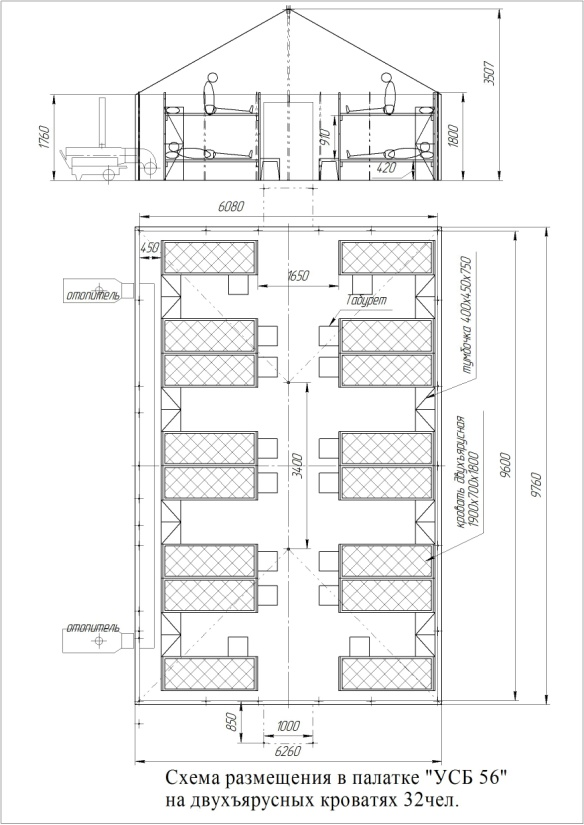 3507
1760
910
420
1800
6080
450
отопитель
1650
Табурет
тумбочка 400х450х750
3400
кровать двухъярусная
1900х700х1800
9600
9760
отопитель
850
1000
6260
Схема размещения в палатке "УСБ 56"
на двухъярусных кроватях 32чел.